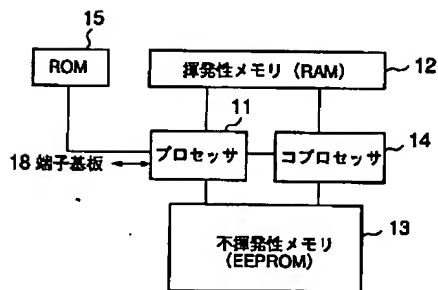 15
ROM
揮発性メモリ (RAM)
12
11
プロセッサ
コプロセッサ
14
18 端子基板
不揮発性メモリ
(EEPROM)
13